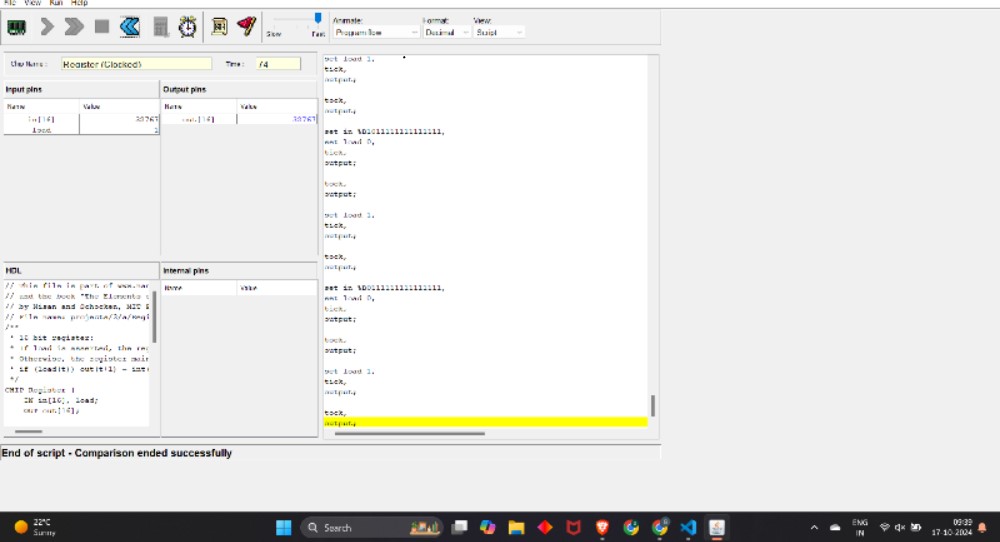 File View Run Help
Slow Fast
Animate: Format: View:
Program flow Decimal Script
Chip Name: Register (Clocked) Time: 74
Input pins Output pins
Name Value Name Value
in[16] 32767 out[16] 32767
load 1
set load 1,
tick,
output;
tock,
output;
set in %B1011111111111111,
set load 0,
tick,
output;
tock,
output;
set load 1,
tick,
output;
tock,
output;
set in %B0111111111111111,
set load 0,
tick,
output;
tock,
output;
set load 1,
tick,
output;
tock,
output;
HDL Internal pins
Name Value
// This file is part of www.nan
// and the book "The Elements o
// by Nisan and Schocken, MIT P
// File name: projects/3/a/Regi
/**
* 16 bit register:
* If load is asserted, the reg
* Otherwise, the register main
* if (load(t)) out(t+1) = int(
*/
CHIP Register {
IN in[16], load;
OUT out[16];
End of script - Comparison ended successfully
22°C
Sunny
Search
ENG
IN
09:39
17-10-2024